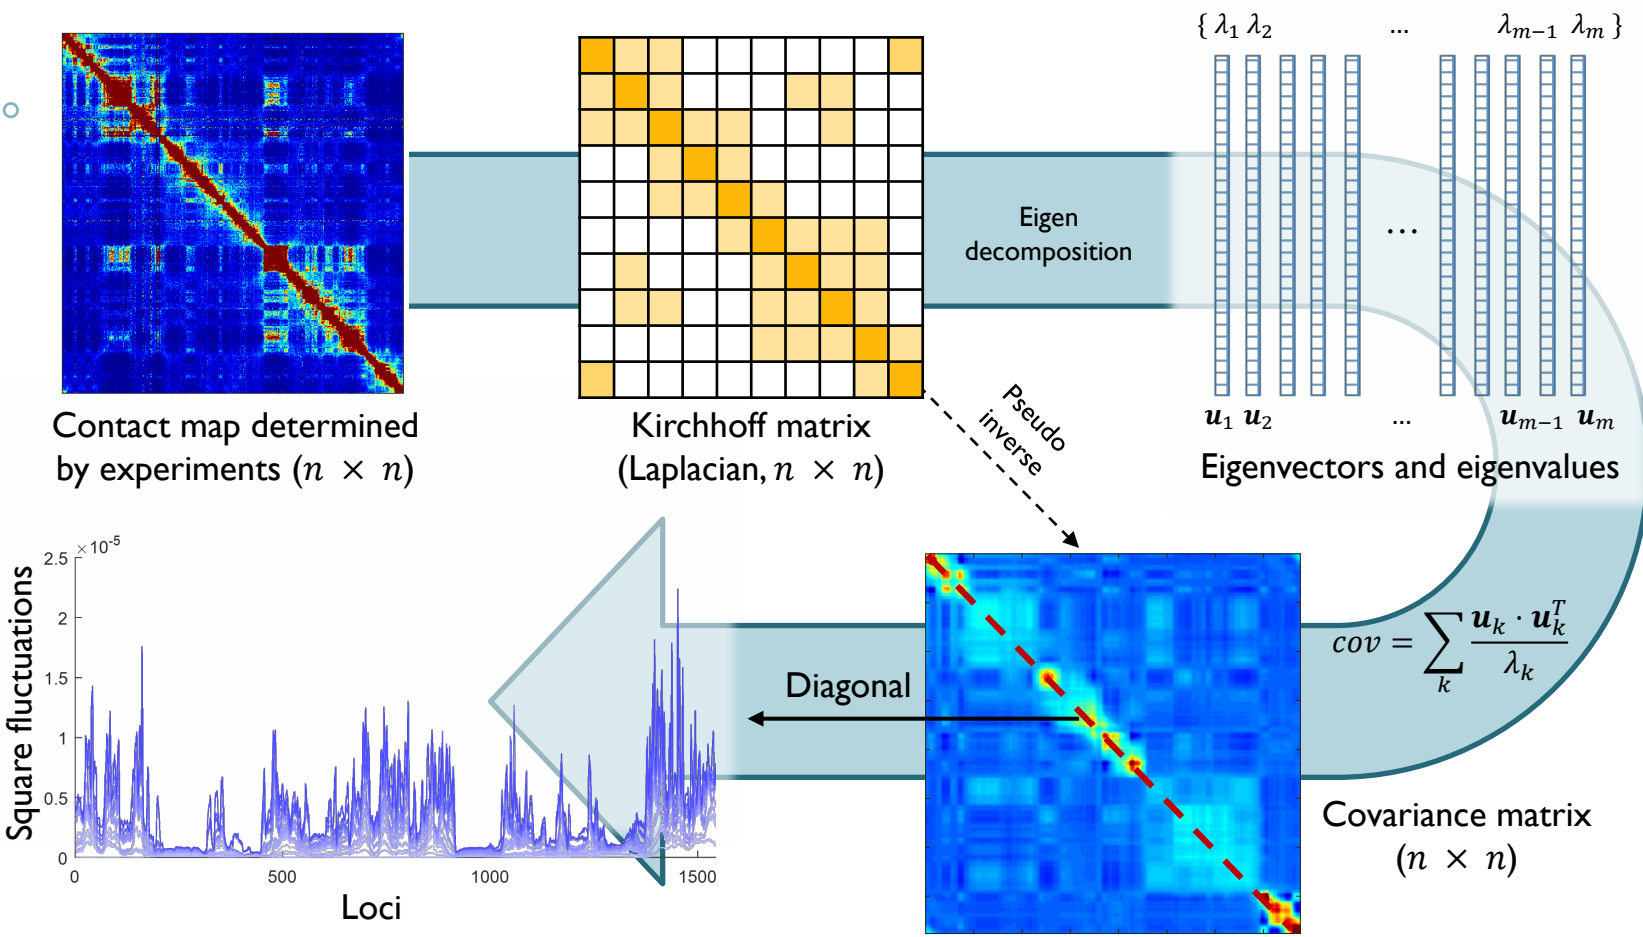 Contact map determined
by experiments (n × n)
Kirchhoff matrix
(Laplacian, n × n)
Eigen
decomposition
{ λ1 λ2 ... λm−1 λm }
...
u1 u2 ... um−1 um
Eigenvectors and eigenvalues
Pseudo
inverse
cov = ∑k uk · ukT / λk
Covariance matrix
(n × n)
Diagonal
×10-5
2.5
2
1.5
1
0.5
0
Square fluctuations
0 500 1000 1500
Loci